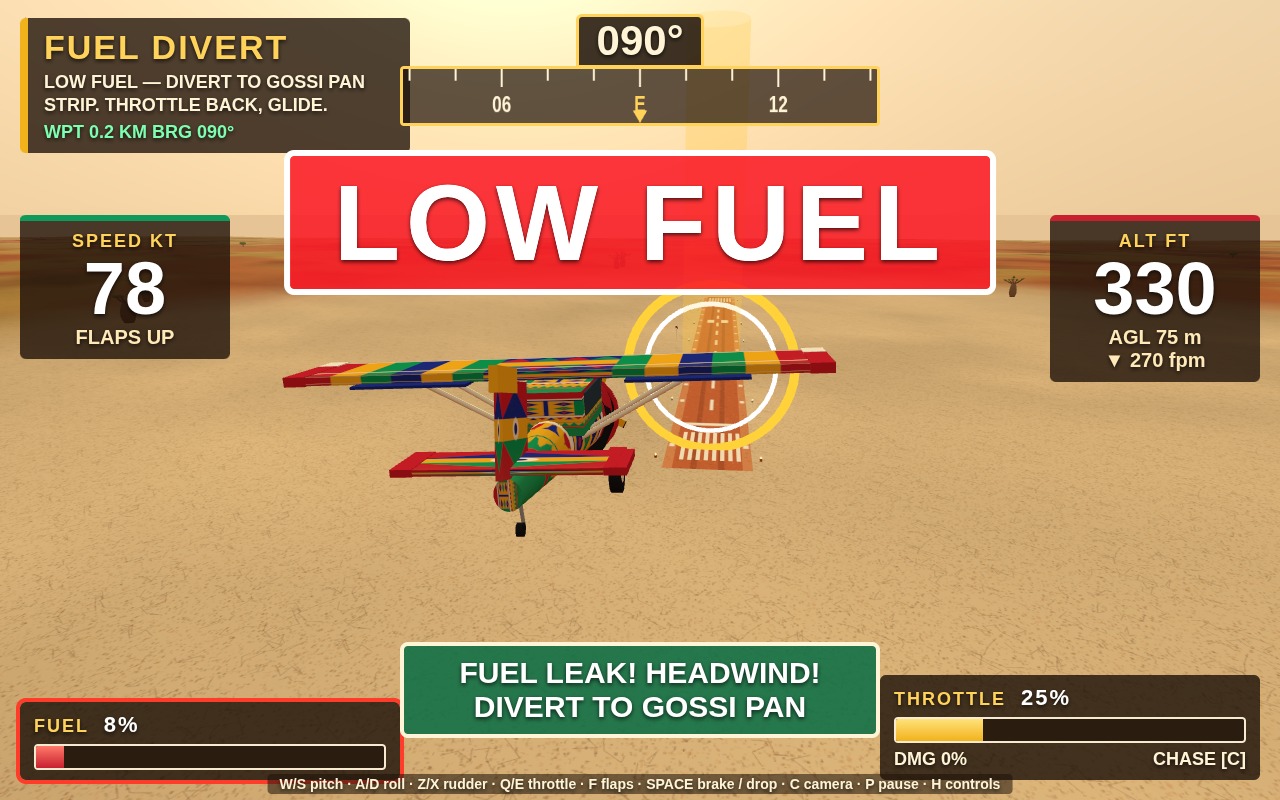 FUEL DIVERT
LOW FUEL — DIVERT TO GOSSI PAN
STRIP. THROTTLE BACK, GLIDE.
WPT 0.2 KM BRG 090°
090°
06 E 12
LOW FUEL
SPEED KT
78
FLAPS UP
ALT FT
330
AGL 75 m
▼ 270 fpm
FUEL LEAK! HEADWIND!
DIVERT TO GOSSI PAN
FUEL 8%
THROTTLE 25%
DMG 0% CHASE [C]
W/S pitch · A/D roll · Z/X rudder · Q/E throttle · F flaps · SPACE brake / drop · C camera · P pause · H controls